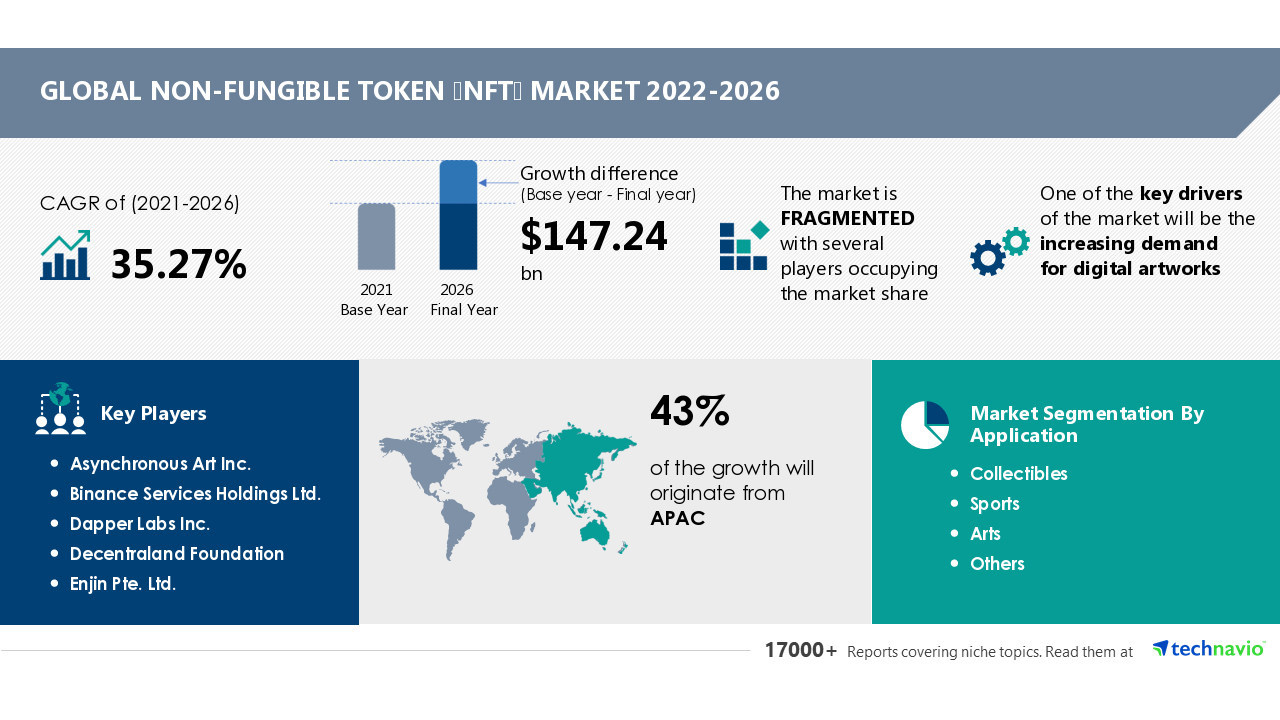 GLOBAL NON-FUNGIBLE TOKEN ▯NFT▯ MARKET 2022-2026
CAGR of (2021-2026)
35.27%
2021
Base Year
2026
Final Year
Growth difference
(Base year - Final year)
$147.24
bn
The market is
FRAGMENTED
with several
players occupying
the market share
One of the key drivers
of the market will be the
increasing demand
for digital artworks
Key Players
• Asynchronous Art Inc.
• Binance Services Holdings Ltd.
• Dapper Labs Inc.
• Decentraland Foundation
• Enjin Pte. Ltd.
43%
of the growth will
originate from
APAC
Market Segmentation By
Application
• Collectibles
• Sports
• Arts
• Others
17000+ Reports covering niche topics. Read them at
technavio